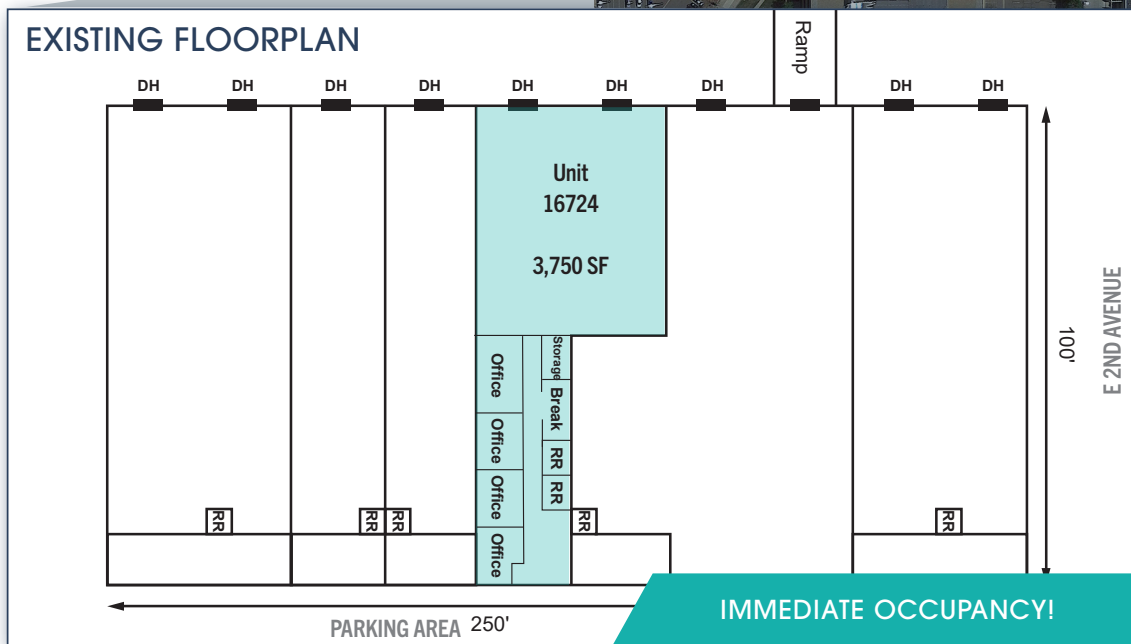 EXISTING FLOORPLAN
Ramp
DH
DH
DH
DH
DH
DH
DH
DH
DH
Unit
16724
3,750 SF
Storage
Break
RR
RR
Office
Office
Office
Office
RR
RR
RR
RR
RR
100'
E 2ND AVENUE
PARKING AREA 250'
IMMEDIATE OCCUPANCY!